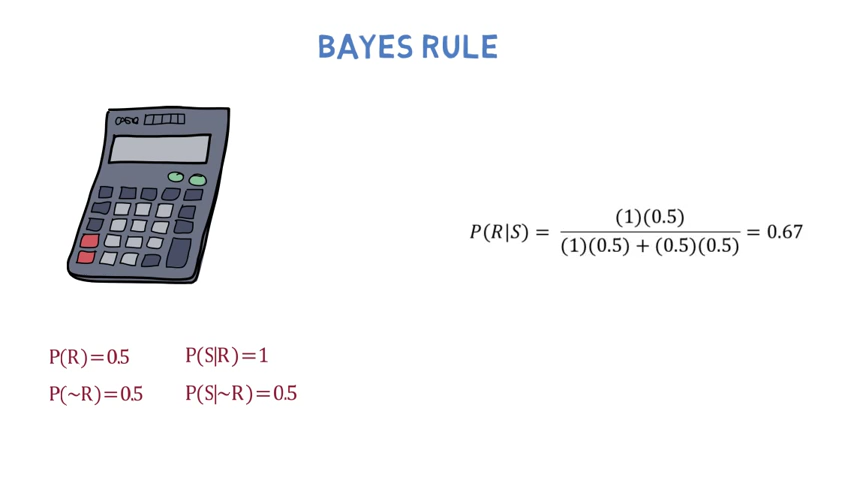 BAYES RULE
P(R|S) = (1)(0.5) / (1)(0.5) + (0.5)(0.5) = 0.67
P(R)=0.5 P(S|R)=1
P(~R)=0.5 P(S|~R)=0.5